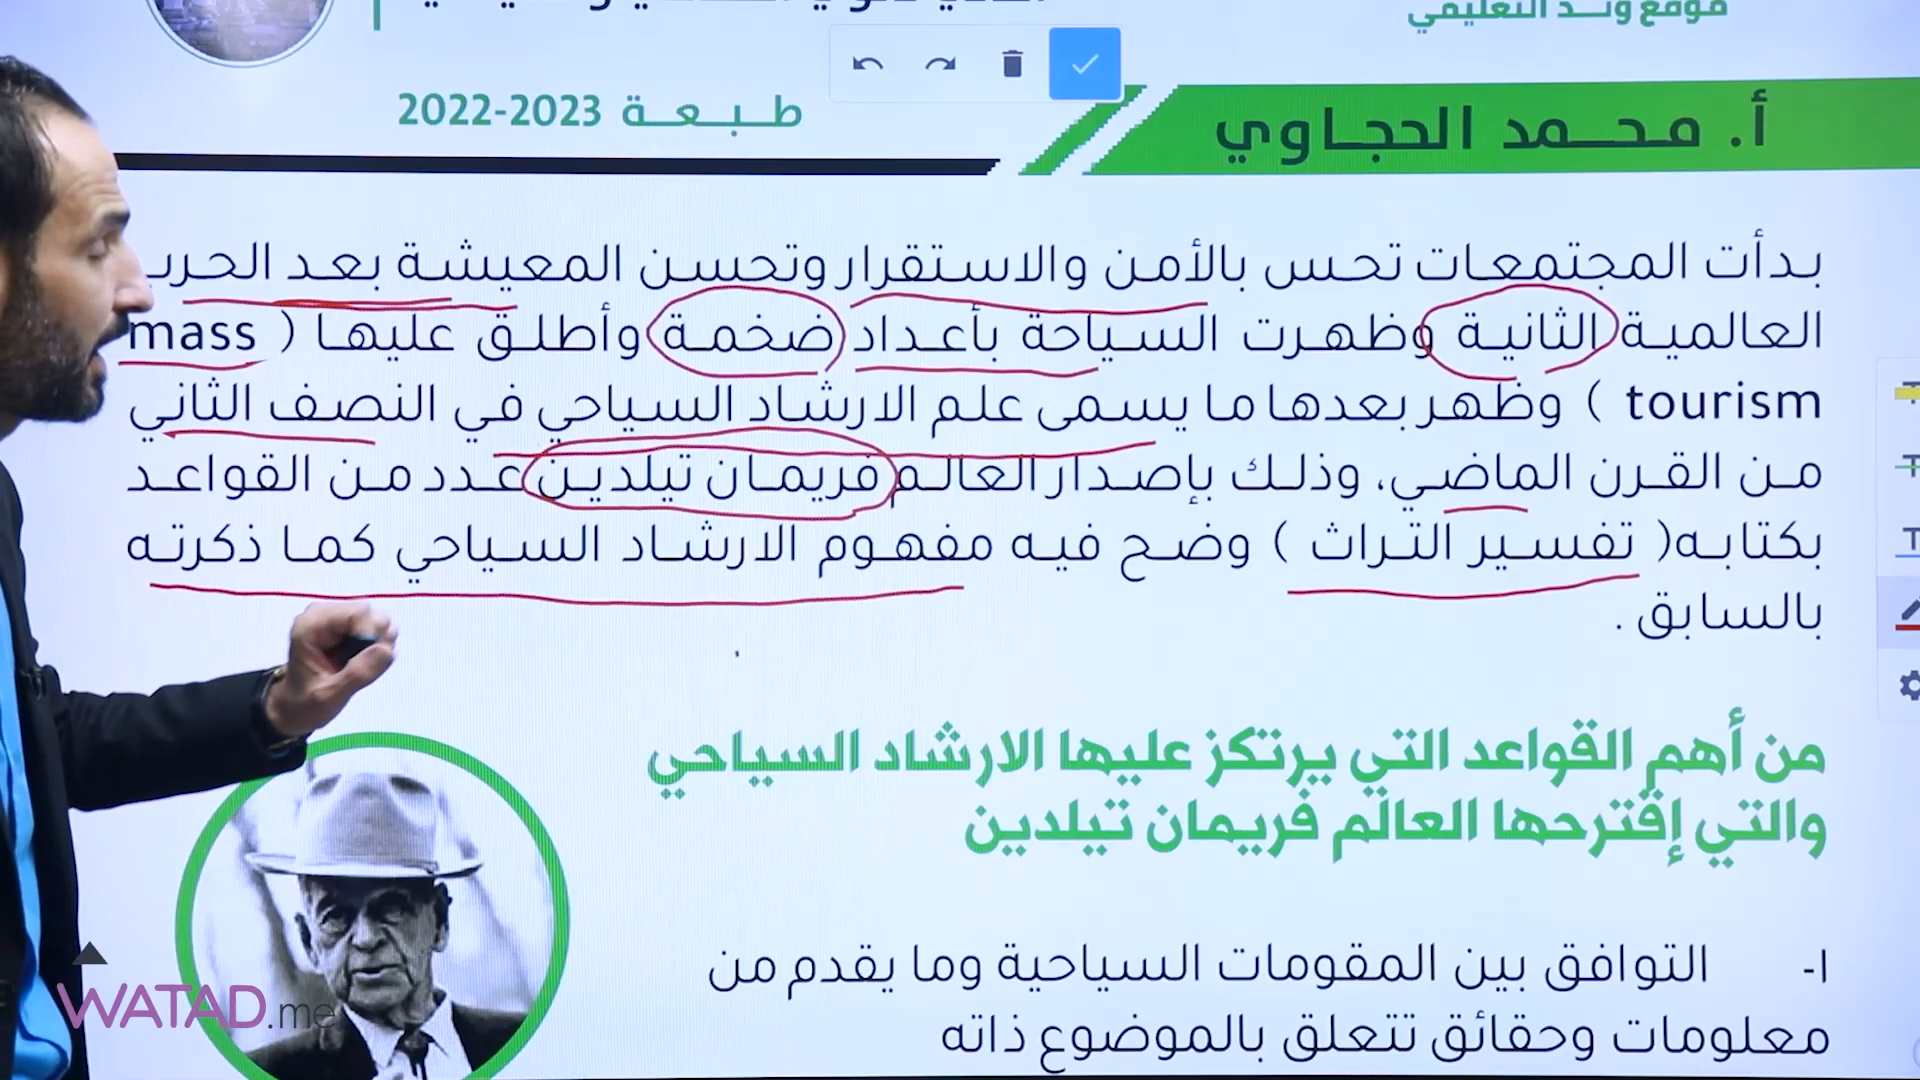 موقع وتد التعليمي
أ. محمد الحجاوي
طبعة 2022-2023
بدأت المجتمعات تحس بالأمن والاستقرار وتحسن المعيشة بعد الحرب
العالمية الثانية وظهرت السياحة بأعداد ضخمة وأطلق عليها ( mass
tourism ) وظهر بعدها ما يسمى علم الارشاد السياحي في النصف الثاني
من القرن الماضي، وذلك بإصدار العالم فريمان تيلدين عدد من القواعد
بكتابه( تفسير التراث ) وضح فيه مفهوم الارشاد السياحي كما ذكرته
بالسابق .
من أهم القواعد التي يرتكز عليها الارشاد السياحي
والتي إقترحها العالم فريمان تيلدين
١- التوافق بين المقومات السياحية وما يقدم من
معلومات وحقائق تتعلق بالموضوع ذاته
WATAD.me